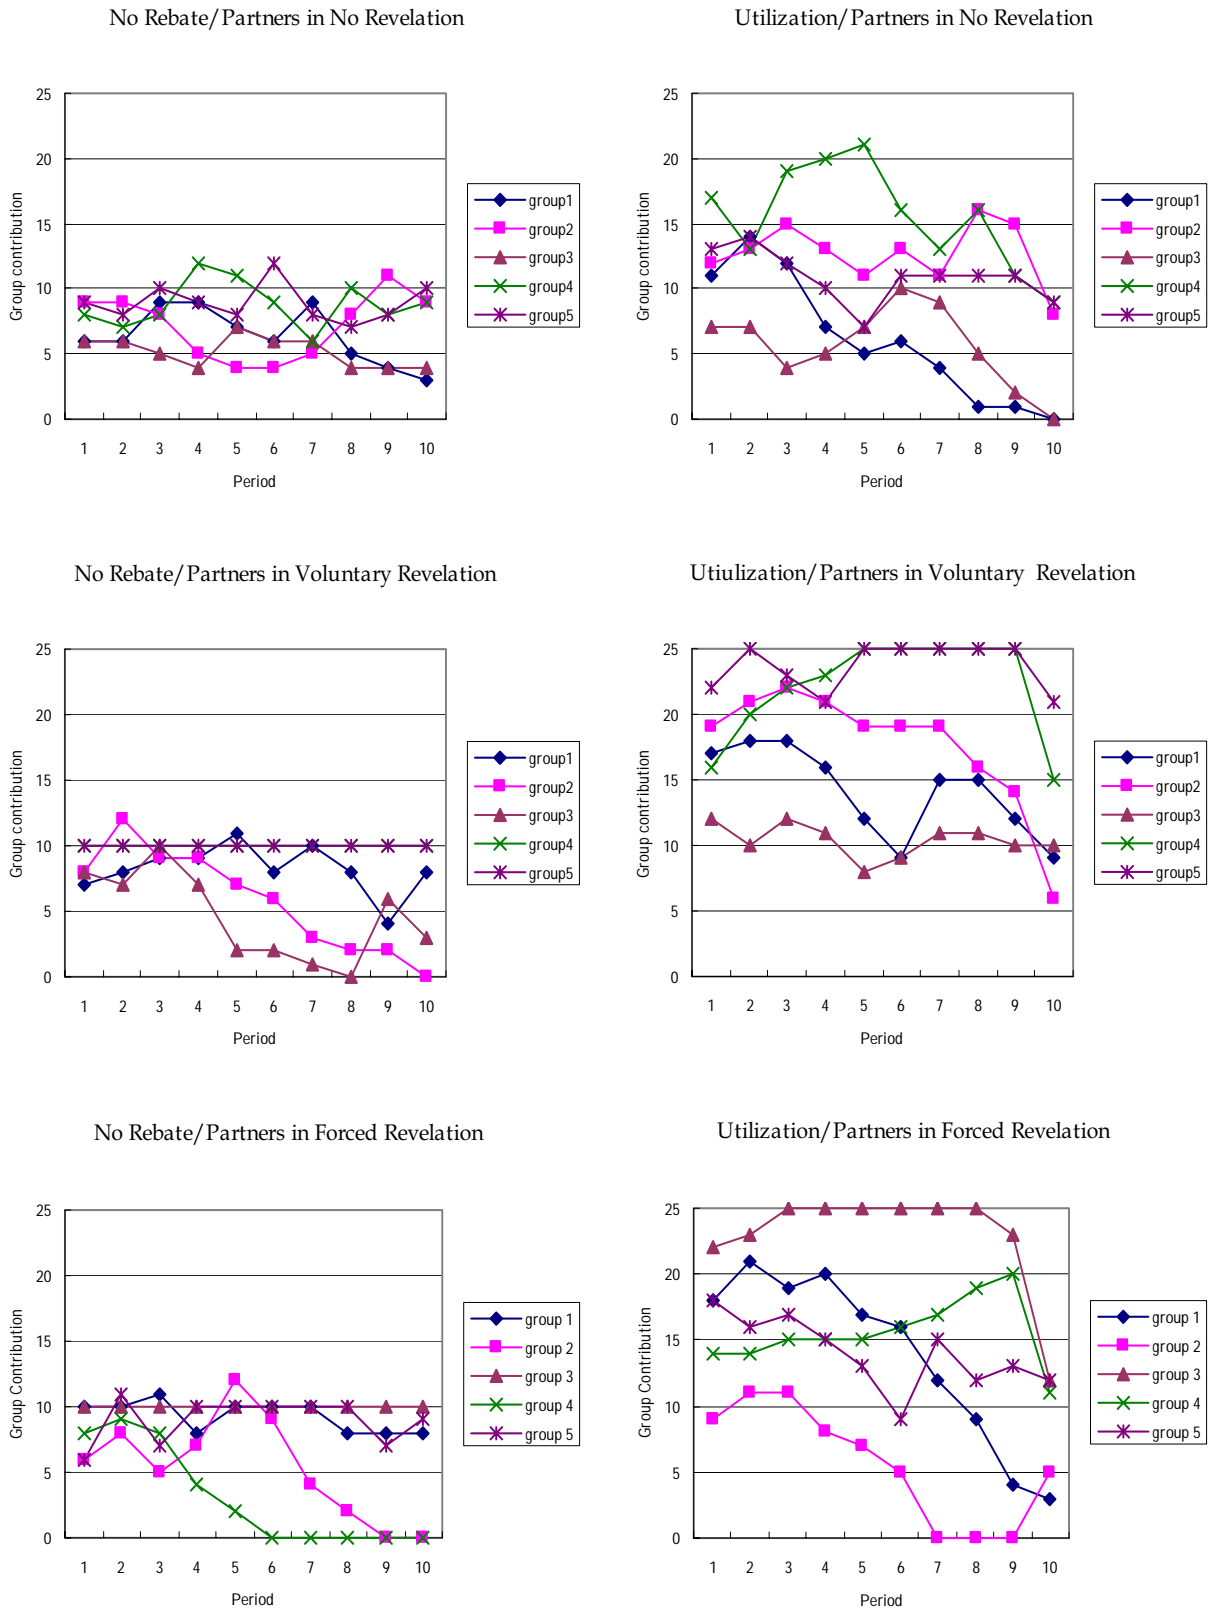 No Rebate/Partners in No Revelation
25
20
15
10
5
0
Group contribution
1 2 3 4 5 6 7 8 9 10
Period
group1
group2
group3
group4
group5
Utilization/Partners in No Revelation
25
20
15
10
5
0
Group contribution
1 2 3 4 5 6 7 8 9 10
Period
group1
group2
group3
group4
group5
No Rebate/Partners in Voluntary Revelation
25
20
15
10
5
0
Group contribution
1 2 3 4 5 6 7 8 9 10
Period
group1
group2
group3
group4
group5
Utiulization/Partners in Voluntary Revelation
25
20
15
10
5
0
Group contribution
1 2 3 4 5 6 7 8 9 10
Period
group1
group2
group3
group4
group5
No Rebate/Partners in Forced Revelation
25
20
15
10
5
0
Group Contribution
1 2 3 4 5 6 7 8 9 10
Period
group 1
group 2
group 3
group 4
group 5
Utilization/Partners in Forced Revelation
25
20
15
10
5
0
Group Contribution
1 2 3 4 5 6 7 8 9 10
Period
group 1
group 2
group 3
group 4
group 5